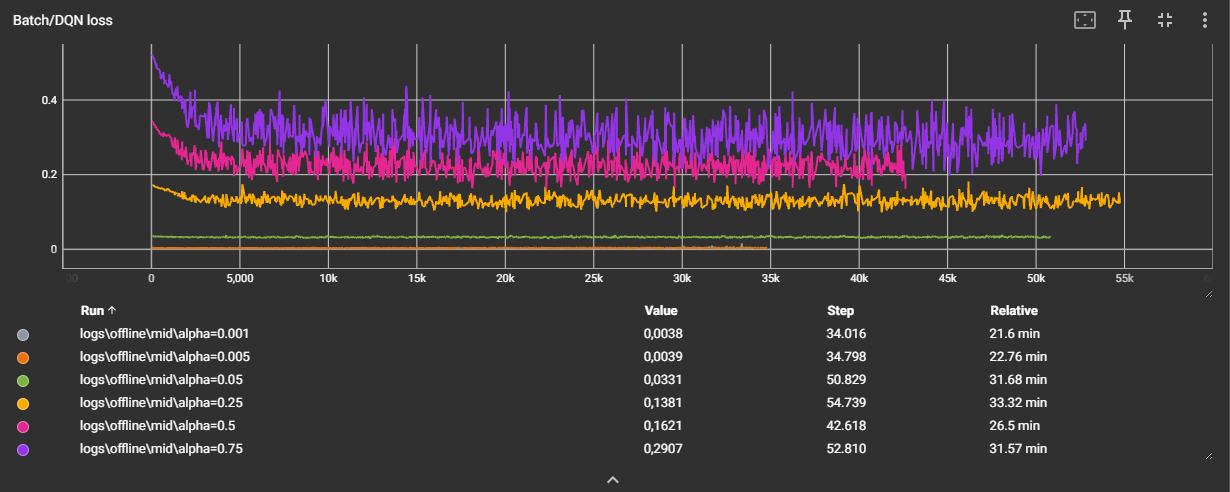 Batch/DQN loss
0.4
0.2
0
0 5,000 10k 15k 20k 25k 30k 35k 40k 45k 50k 55k
Run Value Step Relative
logs\offline\mid\alpha=0.001 0,0038 34.016 21.6 min
logs\offline\mid\alpha=0.005 0,0039 34.798 22.76 min
logs\offline\mid\alpha=0.05 0,0331 50.829 31.68 min
logs\offline\mid\alpha=0.25 0,1381 54.739 33.32 min
logs\offline\mid\alpha=0.5 0,1621 42.618 26.5 min
logs\offline\mid\alpha=0.75 0,2907 52.810 31.57 min